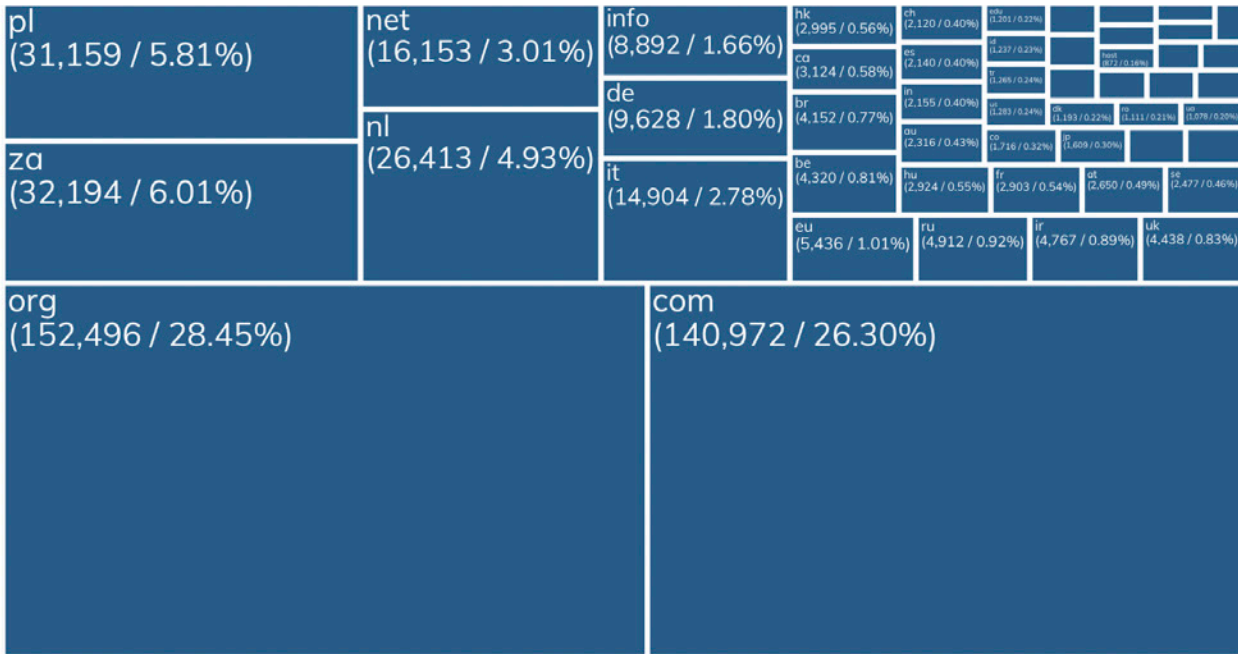 pl
(31,159 / 5.81%)
za
(32,194 / 6.01%)
net
(16,153 / 3.01%)
nl
(26,413 / 4.93%)
info
(8,892 / 1.66%)
de
(9,628 / 1.80%)
it
(14,904 / 2.78%)
hk
(2,995 / 0.56%)
ca
(3,124 / 0.58%)
br
(4,152 / 0.77%)
be
(4,320 / 0.81%)
ch
(2,120 / 0.40%)
es
(2,140 / 0.40%)
in
(2,155 / 0.40%)
au
(2,316 / 0.43%)
edu
(1,201 / 0.22%)
id
(1,237 / 0.23%)
tr
(1,265 / 0.24%)
us
(1,283 / 0.24%)
host
(872 / 0.16%)
dk
(1,193 / 0.22%)
ro
(1,111 / 0.21%)
(1,078 / 0.20%)
co
(1,716 / 0.32%)
jp
(1,609 / 0.30%)
hu
(2,924 / 0.55%)
fr
(2,903 / 0.54%)
at
(2,650 / 0.49%)
se
(2,477 / 0.46%)
eu
(5,436 / 1.01%)
ru
(4,912 / 0.92%)
ir
(4,767 / 0.89%)
uk
(4,438 / 0.83%)
org
(152,496 / 28.45%)
com
(140,972 / 26.30%)